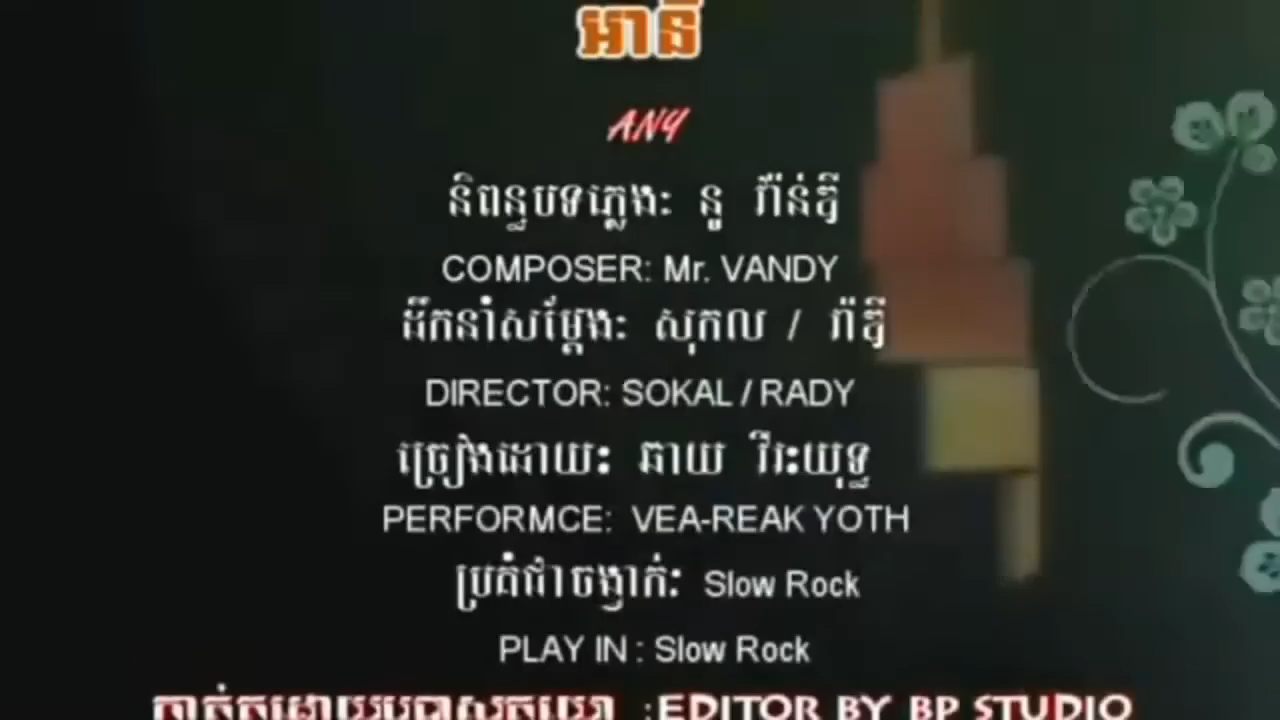 អានី
ANY
និពន្ធបទភ្លេងៈ នូ វ៉ាន់ឌី
COMPOSER: Mr. VANDY
ដឹកនាំសម្តែងៈ សុកល / រ៉ាឌី
DIRECTOR: SOKAL / RADY
ច្រៀងដោយៈ ឆាយ វីរៈយុទ្ធ
PERFORMCE: VEA-REAK YOTH
ប្រគំជាចង្វាក់ៈ Slow Rock
PLAY IN : Slow Rock
:EDITOR BY BP STUDIO